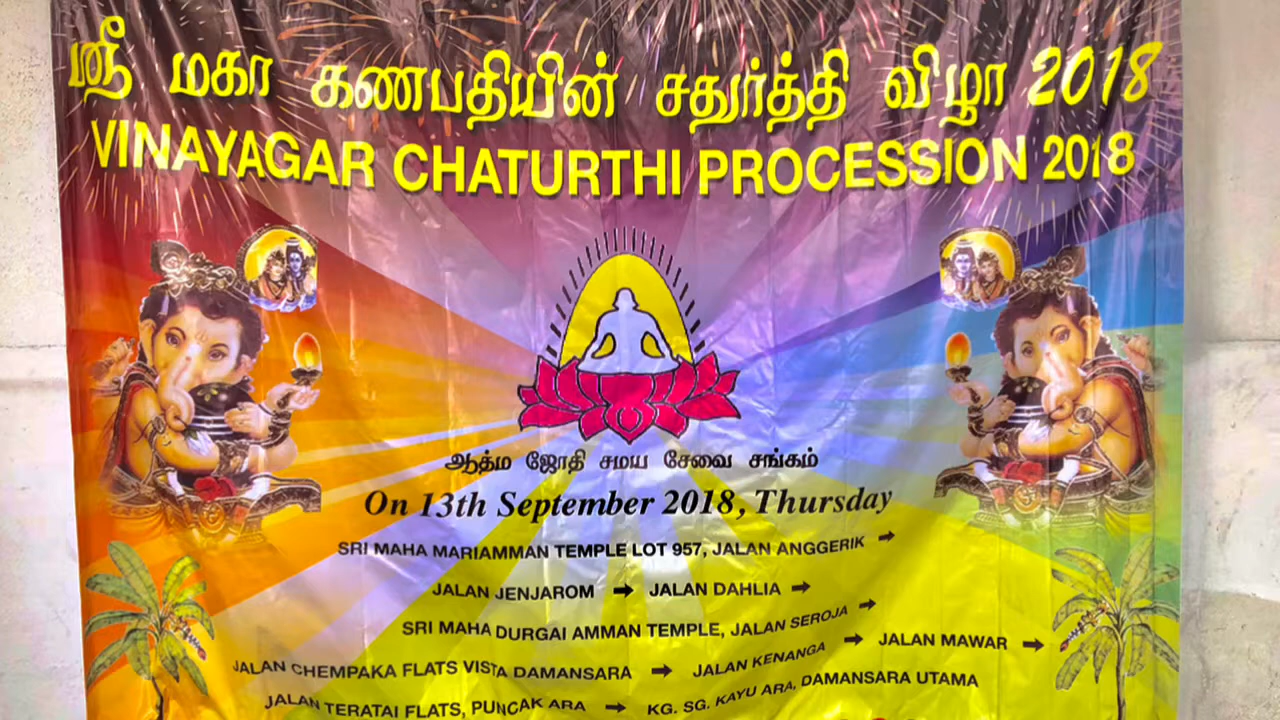 ஸ்ரீ மகா கணபதியின் சதுர்த்தி விழா 2018
VINAYAGAR CHATURTHI PROCESSION 2018
ஆத்ம ஜோதி சமய சேவை சங்கம்
On 13th September 2018, Thursday
SRI MAHA MARIAMMAN TEMPLE LOT 957, JALAN ANGGERIK ➞
JALAN JENJAROM ➞ JALAN DAHLIA ➞
SRI MAHA DURGAI AMMAN TEMPLE, JALAN SEROJA ➞
JALAN CHEMPAKA FLATS VISTA DAMANSARA ➞ JALAN KENANGA ➞ JALAN MAWAR ➞
JALAN TERATAI FLATS, PUNCAK ARA ➞ KG. SG. KAYU ARA, DAMANSARA UTAMA